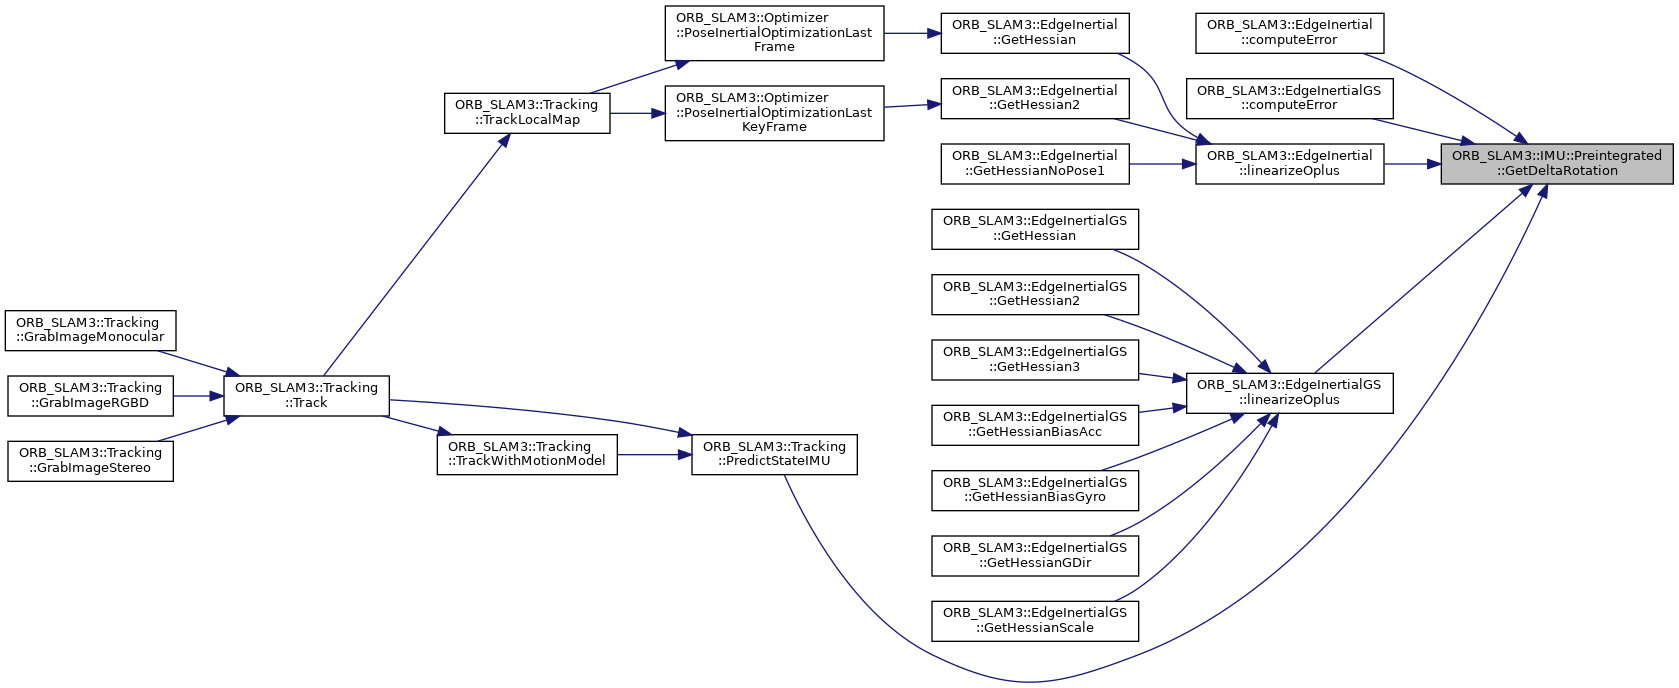 ORB_SLAM3::Optimizer
::PoseInertialOptimizationLast
Frame
ORB_SLAM3::EdgeInertial
::GetHessian
ORB_SLAM3::EdgeInertial
::computeError
ORB_SLAM3::Tracking
::TrackLocalMap
ORB_SLAM3::Optimizer
::PoseInertialOptimizationLast
KeyFrame
ORB_SLAM3::EdgeInertial
::GetHessian2
ORB_SLAM3::EdgeInertialGS
::computeError
ORB_SLAM3::EdgeInertial
::GetHessianNoPose1
ORB_SLAM3::EdgeInertial
::linearizeOplus
ORB_SLAM3::IMU::Preintegrated
::GetDeltaRotation
ORB_SLAM3::EdgeInertialGS
::GetHessian
ORB_SLAM3::EdgeInertialGS
::GetHessian2
ORB_SLAM3::Tracking
::GrabImageMonocular
ORB_SLAM3::EdgeInertialGS
::GetHessian3
ORB_SLAM3::Tracking
::GrabImageRGBD
ORB_SLAM3::Tracking
::Track
ORB_SLAM3::EdgeInertialGS
::linearizeOplus
ORB_SLAM3::EdgeInertialGS
::GetHessianBiasAcc
ORB_SLAM3::Tracking
::GrabImageStereo
ORB_SLAM3::Tracking
::TrackWithMotionModel
ORB_SLAM3::Tracking
::PredictStateIMU
ORB_SLAM3::EdgeInertialGS
::GetHessianBiasGyro
ORB_SLAM3::EdgeInertialGS
::GetHessianGDir
ORB_SLAM3::EdgeInertialGS
::GetHessianScale